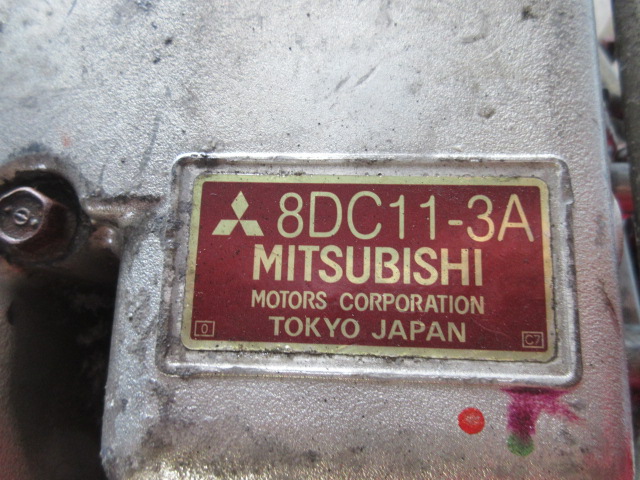 8DC11-3A
MITSUBISHI
MOTORS CORPORATION
TOKYO JAPAN
0
C7